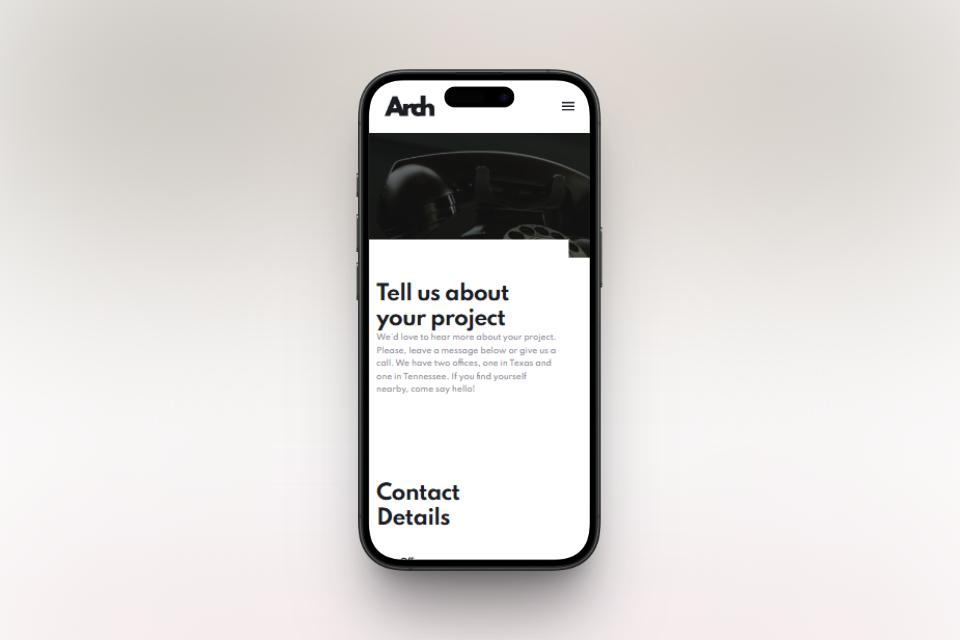 Arch
Tell us about
your project
We'd love to hear more about your project.
Please, leave a message below or give us a
call. We have two offices, one in Texas and
one in Tennessee. If you find yourself
nearby, come say hello!
Contact
Details